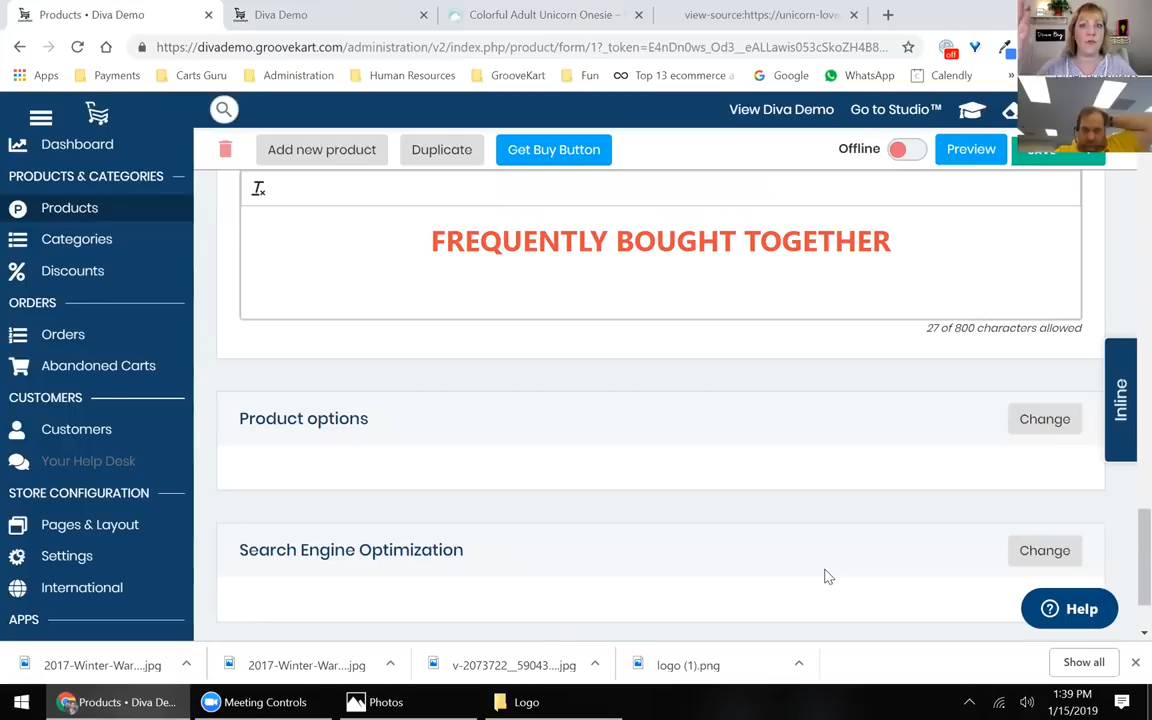 Products • Diva Demo
Diva Demo
Colorful Adult Unicorn Onesie –
view-source:https://unicorn-love
https://divademo.groovekart.com/administration/v2/index.php/product/form/1?_token=E4nDn0ws_Od3__eALLawis053cSkoZH4B8...
off
Apps
Payments
Carts Guru
Administration
Human Resources
GrooveKart
Fun
Top 13 ecommerce a
Google
WhatsApp
Calendly
»
View Diva Demo
Go to Studio™
Dashboard
PRODUCTS & CATEGORIES
Products
Categories
Discounts
ORDERS
Orders
Abandoned Carts
CUSTOMERS
Customers
Your Help Desk
STORE CONFIGURATION
Pages & Layout
Settings
International
APPS
Add new product
Duplicate
Get Buy Button
Offline
Preview
FREQUENTLY BOUGHT TOGETHER
27 of 800 characters allowed
Product options
Change
Search Engine Optimization
Change
Inline
Help
2017-Winter-War....jpg
2017-Winter-War....jpg
v-2073722__59043....jpg
logo (1).png
Show all
Products • Diva De...
Meeting Controls
Photos
Logo
1:39 PM
1/15/2019